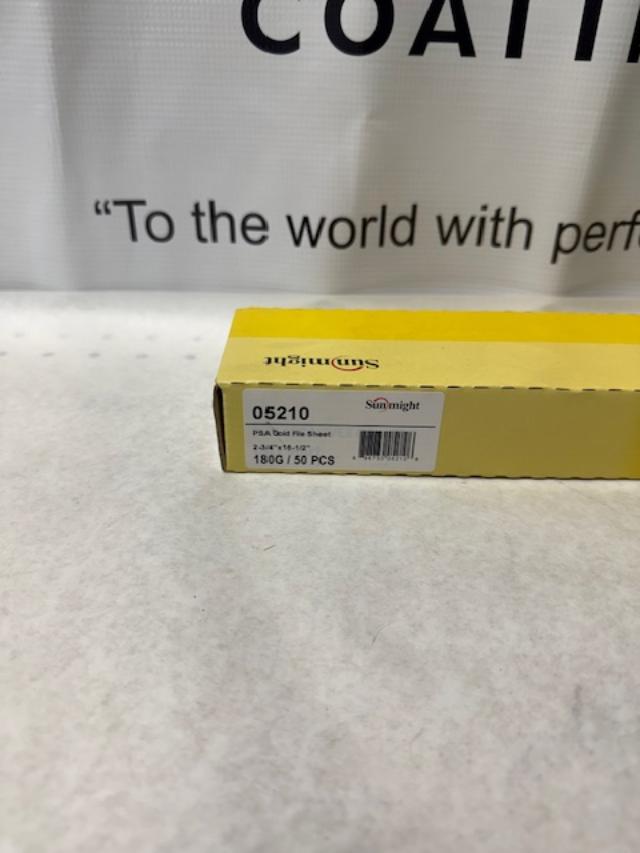 COATI
“To the world with perf
Sunmight
05210
Sunmight
PSA Gold File Sheet
2-3/4"x16-1/2"
180G / 50 PCS